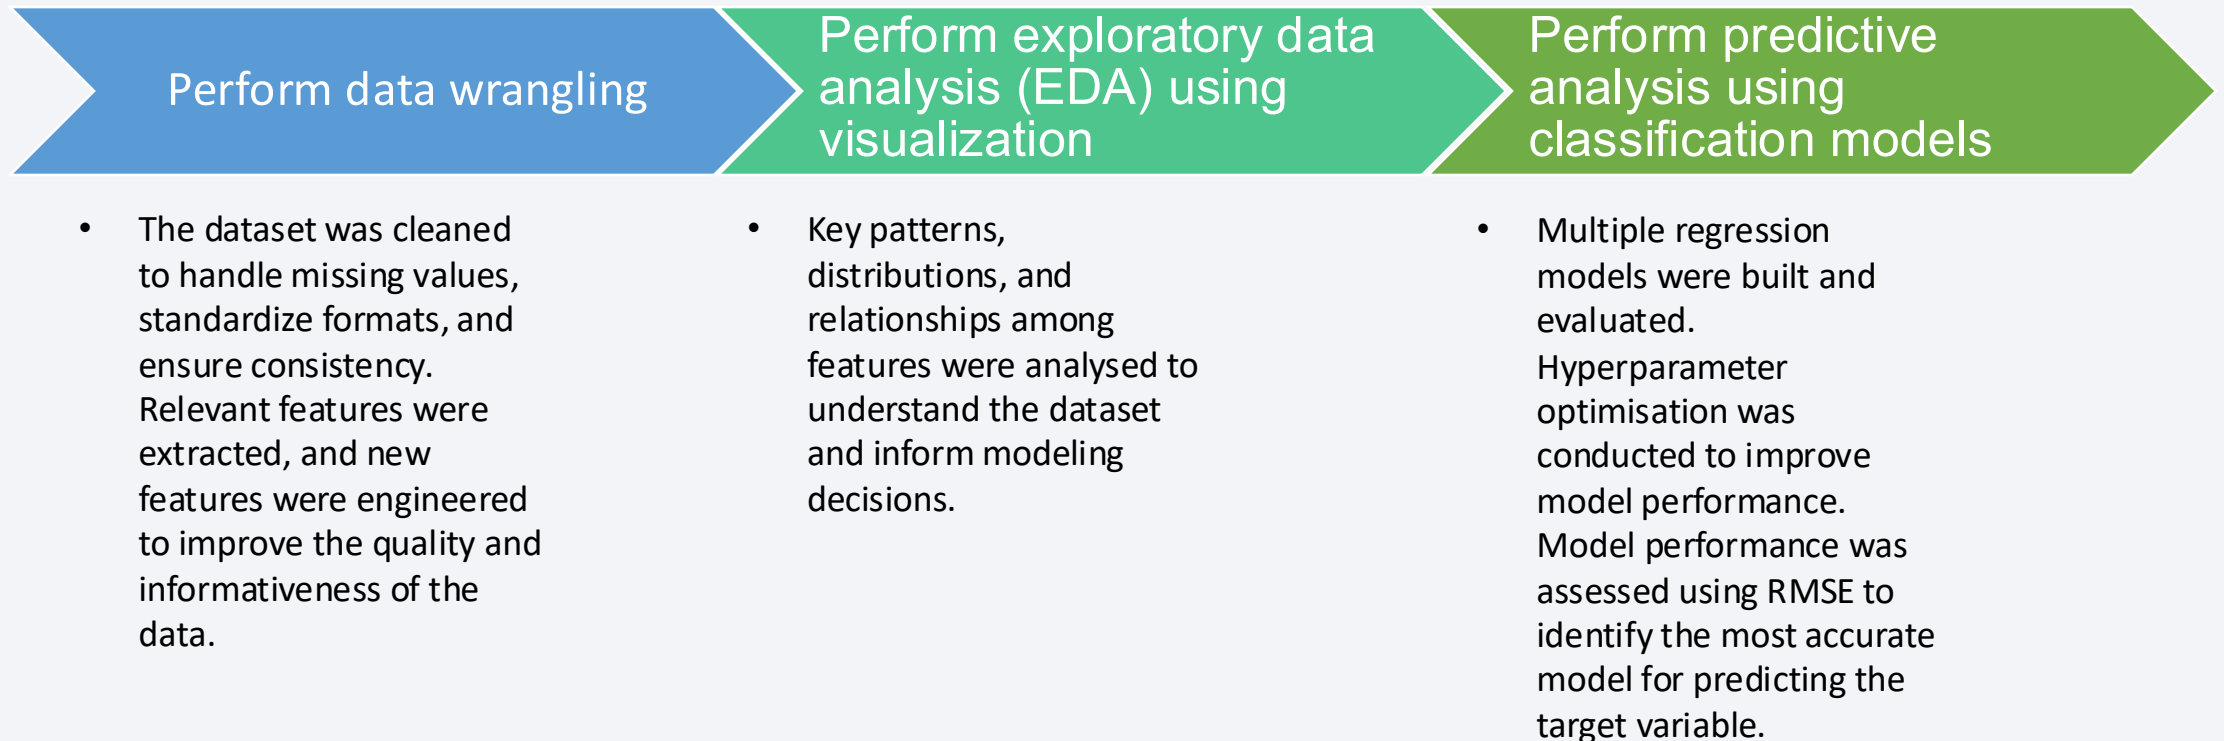 Perform data wrangling
Perform exploratory data
analysis (EDA) using
visualization
Perform predictive
analysis using
classification models
• The dataset was cleaned
to handle missing values,
standardize formats, and
ensure consistency.
Relevant features were
extracted, and new
features were engineered
to improve the quality and
informativeness of the
data.
• Key patterns,
distributions, and
relationships among
features were analysed to
understand the dataset
and inform modeling
decisions.
• Multiple regression
models were built and
evaluated.
Hyperparameter
optimisation was
conducted to improve
model performance.
Model performance was
assessed using RMSE to
identify the most accurate
model for predicting the
target variable.